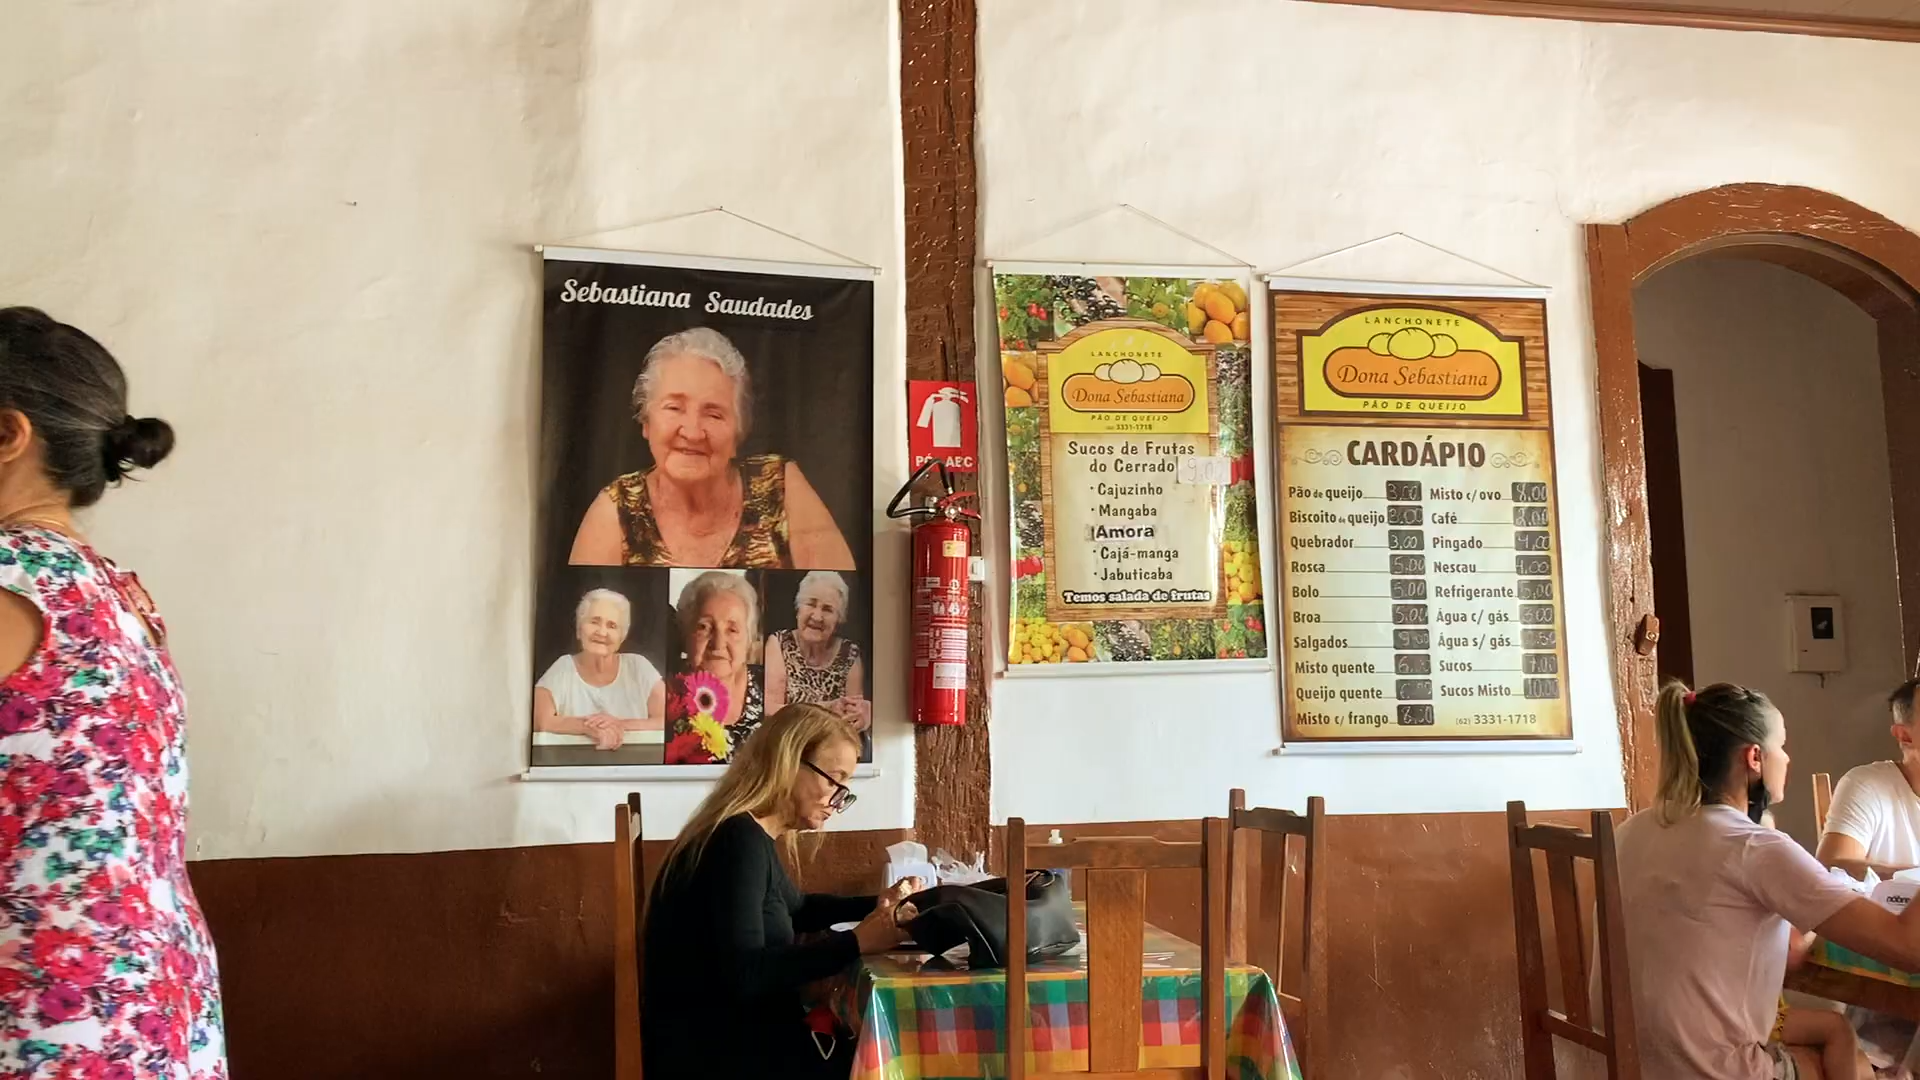 Sebastiana Saudades
PÓ ABC
LANCHONETE
Dona Sebastiana
PÃO DE QUEIJO
3331-1718
Sucos de Frutas
do Cerrado 9,00
• Cajuzinho
• Mangaba
Amora
• Cajá-manga
• Jabuticaba
Temos salada de frutas
LANCHONETE
Dona Sebastiana
PÃO DE QUEIJO
CARDÁPIO
Pão de queijo 3,00
Biscoito de queijo 3,00
Quebrador 3,00
Rosca 5,00
Bolo 5,00
Broa 5,00
Salgados
Misto quente
Queijo quente
Misto c/ frango
Misto c/ ovo
Café
Pingado 4,00
Nescau 4,00
Refrigerante
Água c/ gás
Água s/ gás
Sucos
Sucos Misto 10,00
(62) 3331-1718